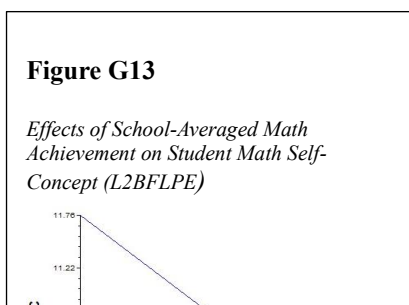 Figure G13
Effects of School-Averaged Math
Achievement on Student Math Self-
Concept (L2BFLPE)
11.76
11.22